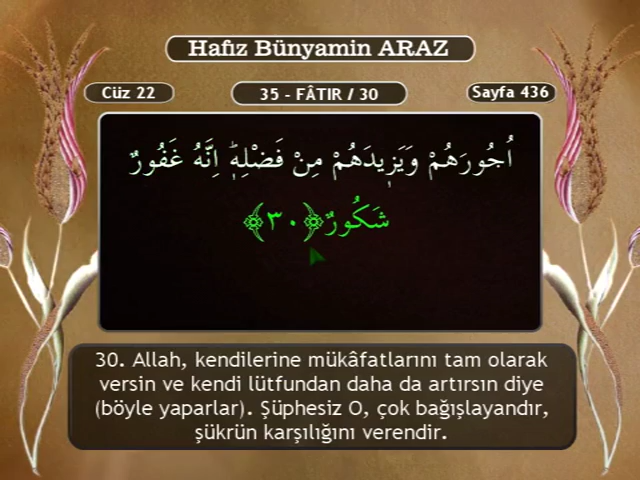 Hafız Bünyamin ARAZ
Cüz 22
35 - FÂTIR / 30
Sayfa 436
اُجُورَهُمْ وَيَزٖيدَهُمْ مِنْ فَضْلِهٖؕ اِنَّهُ غَفُورٌ
شَكُورٌ﴿٣٠﴾
30. Allah, kendilerine mükâfatlarını tam olarak
versin ve kendi lütfundan daha da artırsın diye
(böyle yaparlar). Şüphesiz O, çok bağışlayandır,
şükrün karşılığını verendir.